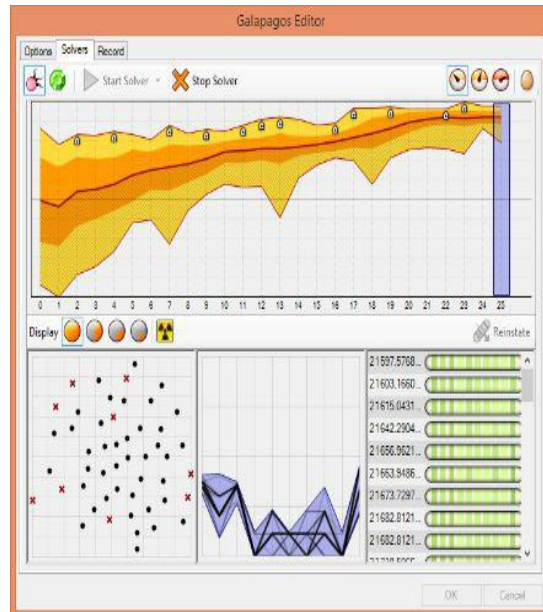 Galapagos Editor
Options Solvers Record
Start Solver Stop Solver
0 1 2 3 4 5 6 7 8 9 10 11 12 13 14 15 16 17 18 19 20 21 22 23 24 25
Display Reinstate
21597.5768...
21603.1660...
21615.0431...
21642.2904...
21656.9621...
21663.9486...
21673.7297...
21682.8121...
21682.8121...
OK Cancel